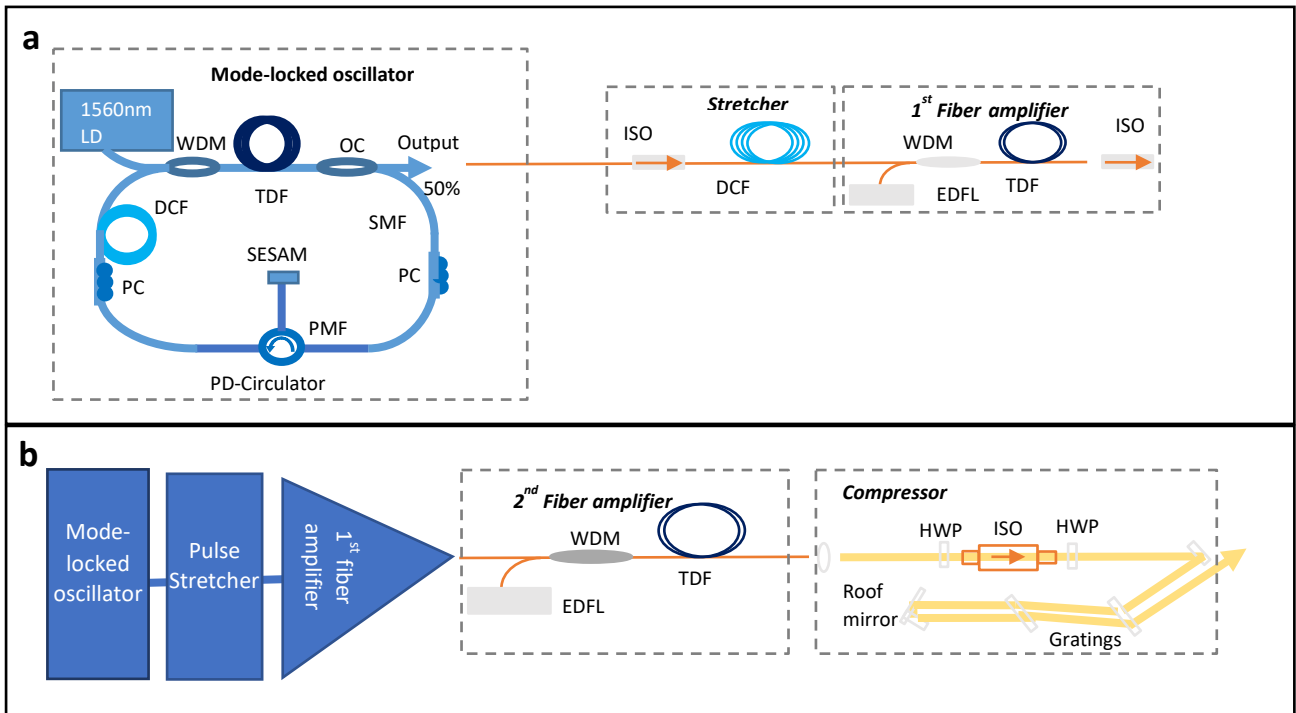 a
Mode-locked oscillator
1560nm
LD
WDM
TDF
OC
Output
50%
DCF
SMF
SESAM
PC
PC
PMF
PD-Circulator
Stretcher
ISO
DCF
1st Fiber amplifier
WDM
EDFL
TDF
ISO
b
Mode-
locked
oscillator
Pulse
Stretcher
1st fiber
amplifier
2nd Fiber amplifier
WDM
TDF
EDFL
Compressor
HWP
ISO
HWP
Roof
mirror
Gratings